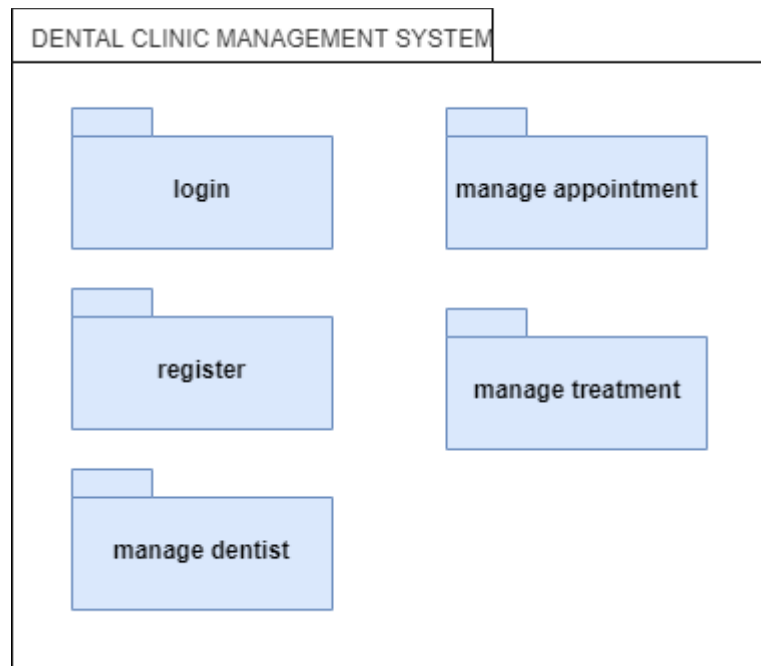 DENTAL CLINIC MANAGEMENT SYSTEM
login
manage appointment
register
manage treatment
manage dentist